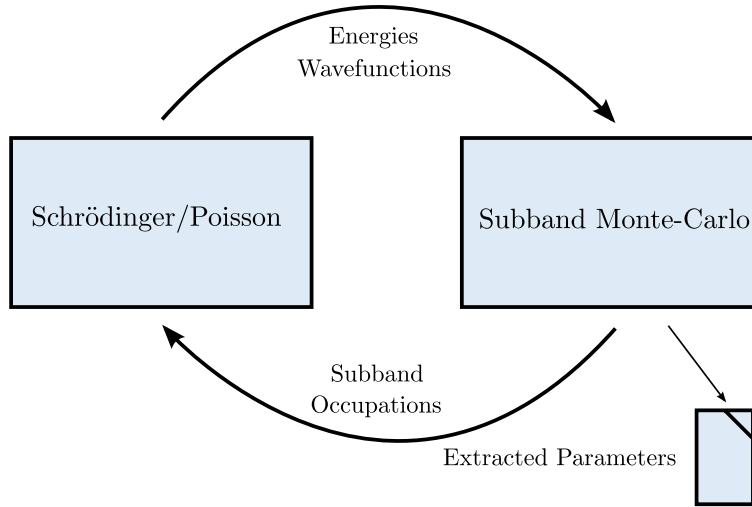 Energies
Wavefunctions
Schrödinger/Poisson
Subband Monte-Carlo
Subband
Occupations
Extracted Parameters